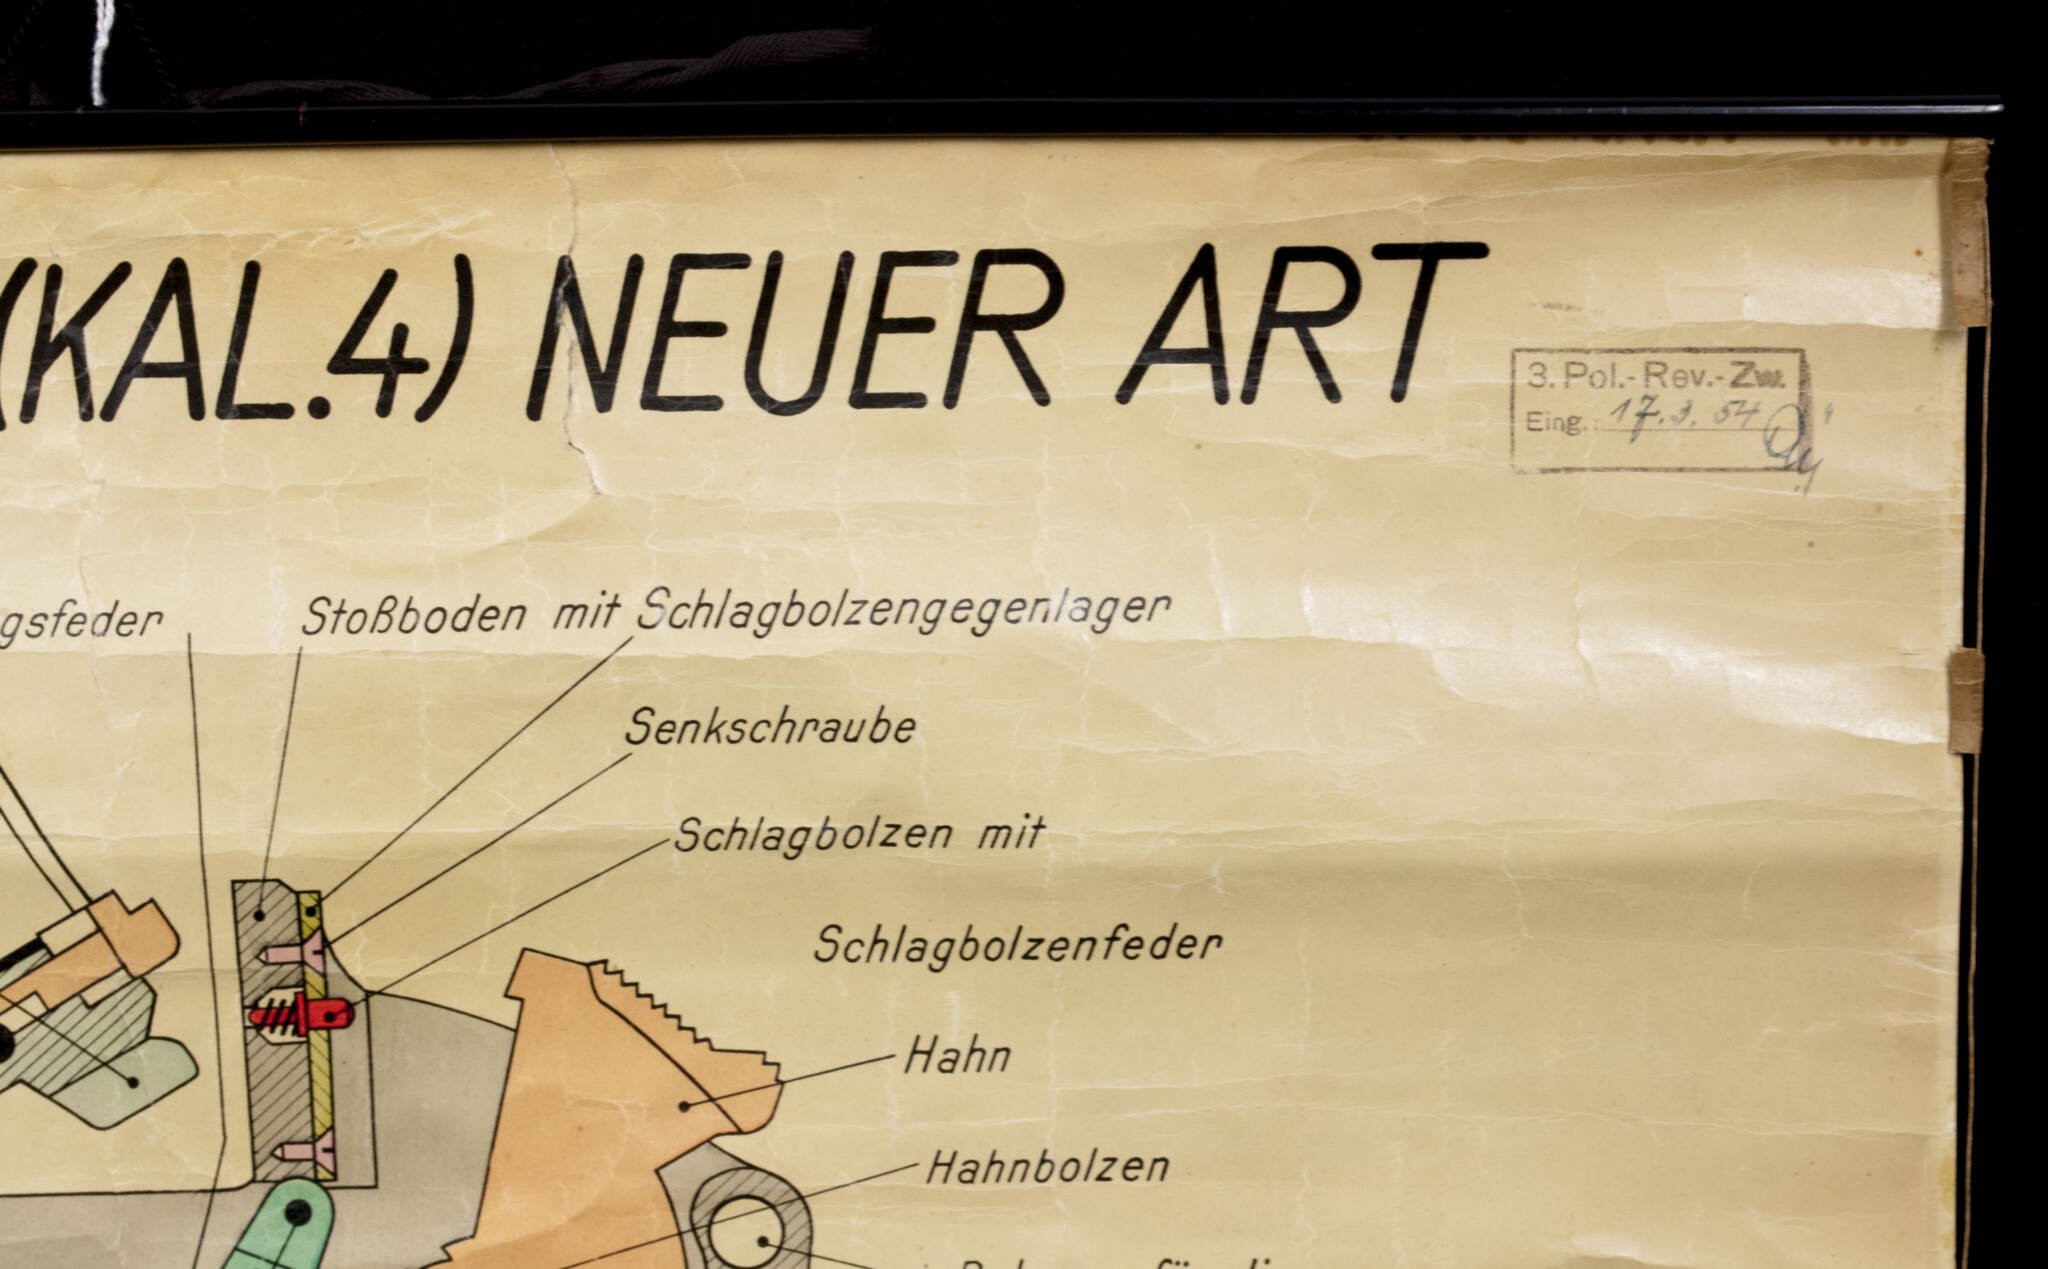 (KAL.4) NEUER ART
3. Pol.-Rev.-Zw.
Eing.: 17.3.54
gsfeder
Stoßboden mit Schlagbolzengegenlager
Senkschraube
Schlagbolzen mit
Schlagbolzenfeder
Hahn
Hahnbolzen